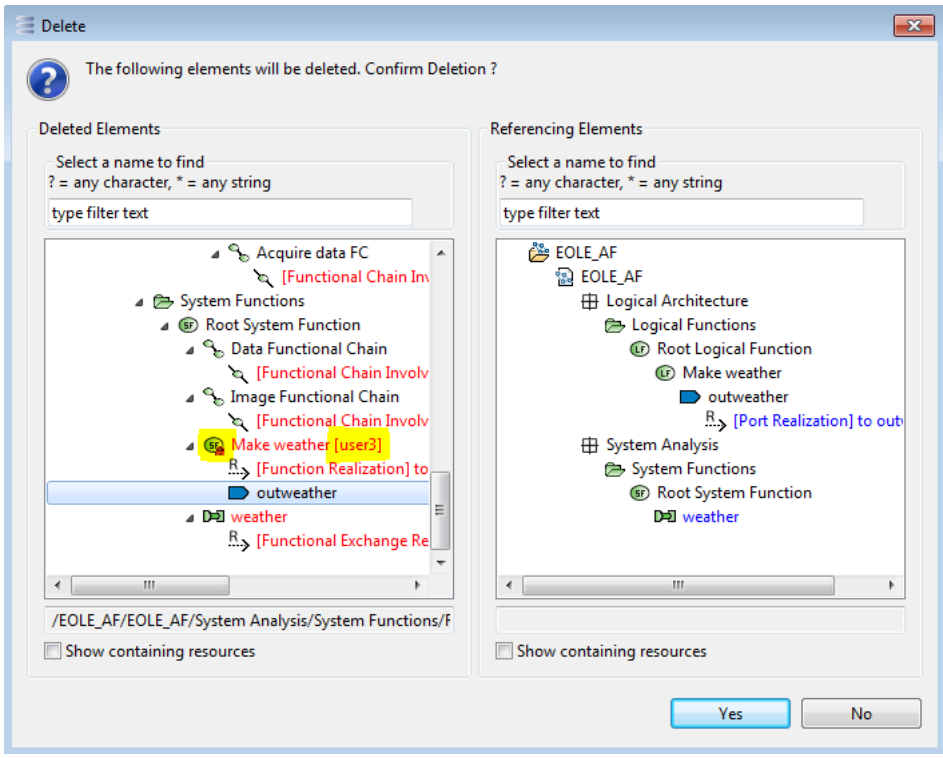 Delete
The following elements will be deleted. Confirm Deletion ?
Deleted Elements
Select a name to find
? = any character, * = any string
type filter text
Acquire data FC
[Functional Chain Inv
System Functions
SF Root System Function
Data Functional Chain
[Functional Chain Involv
Image Functional Chain
[Functional Chain Involv
SF Make weather [user3]
R [Function Realization] to
outweather
weather
R [Functional Exchange Re
/EOLE_AF/EOLE_AF/System Analysis/System Functions/F
Show containing resources
Referencing Elements
Select a name to find
? = any character, * = any string
type filter text
EOLE_AF
EOLE_AF
Logical Architecture
Logical Functions
LF Root Logical Function
LF Make weather
outweather
R [Port Realization] to out
System Analysis
System Functions
SF Root System Function
weather
Show containing resources
Yes
No